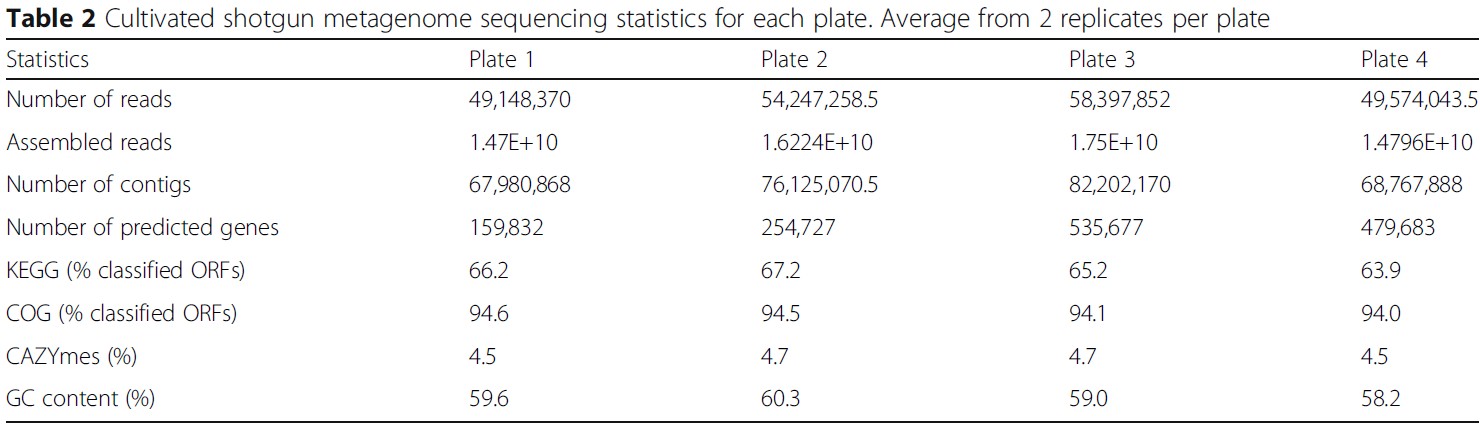 Table 2 Cultivated shotgun metagenome sequencing statistics for each plate. Average from 2 replicates per plate
Statistics Plate 1 Plate 2 Plate 3 Plate 4
Number of reads 49,148,370 54,247,258.5 58,397,852 49,574,043.5
Assembled reads 1.47E+10 1.6224E+10 1.75E+10 1.4796E+10
Number of contigs 67,980,868 76,125,070.5 82,202,170 68,767,888
Number of predicted genes 159,832 254,727 535,677 479,683
KEGG (% classified ORFs) 66.2 67.2 65.2 63.9
COG (% classified ORFs) 94.6 94.5 94.1 94.0
CAZYmes (%) 4.5 4.7 4.7 4.5
GC content (%) 59.6 60.3 59.0 58.2